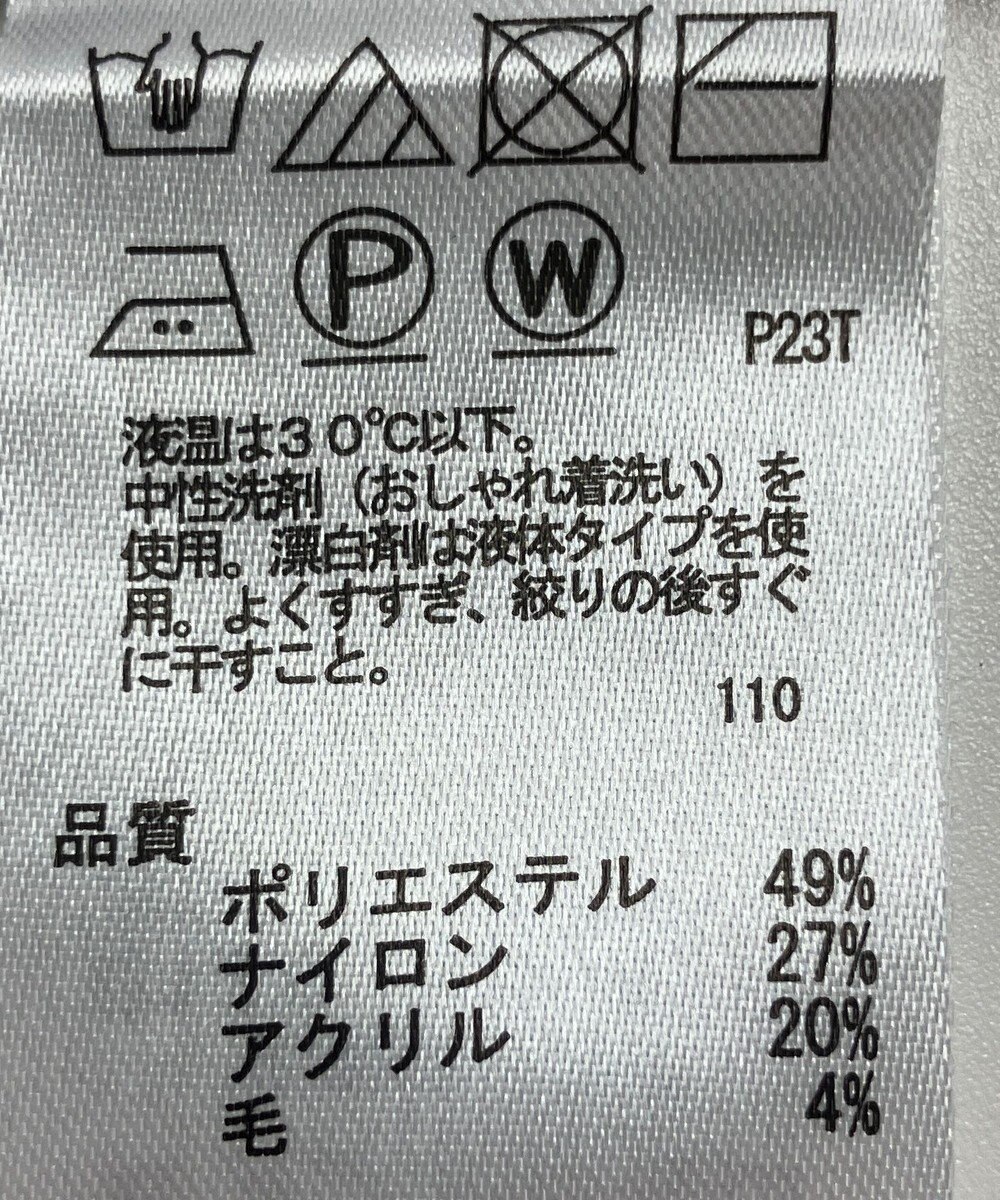 P W
P23T
液温は30℃以下。
中性洗剤（おしゃれ着洗い）を
使用。漂白剤は液体タイプを使
用。よくすすぎ、絞りの後すぐ
に干すこと。
110
品質
ポリエステル 49%
ナイロン 27%
アクリル 20%
毛 4%